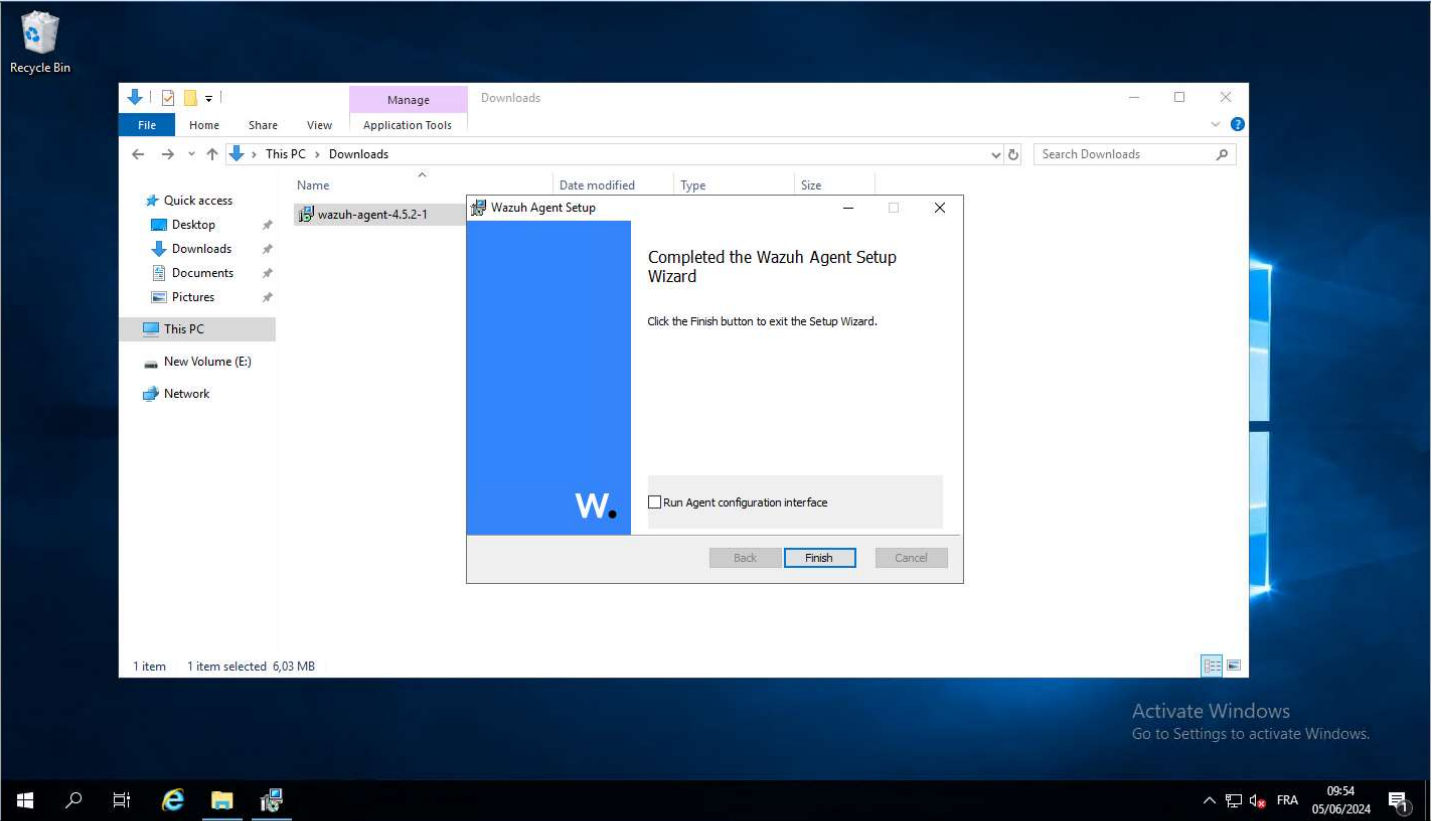 Recycle Bin
Manage
Downloads
File
Home
Share
View
Application Tools
This PC
Downloads
Search Downloads
Name
Date modified
Type
Size
Quick access
Desktop
Downloads
Documents
Pictures
This PC
New Volume (E:)
Network
wazuh-agent-4.5.2-1
Wazuh Agent Setup
Completed the Wazuh Agent Setup
Wizard
Click the Finish button to exit the Setup Wizard.
W.
Run Agent configuration interface
Back
Finish
Cancel
1 item
1 item selected 6,03 MB
Activate Windows
Go to Settings to activate Windows.
FRA
09:54
05/06/2024
1